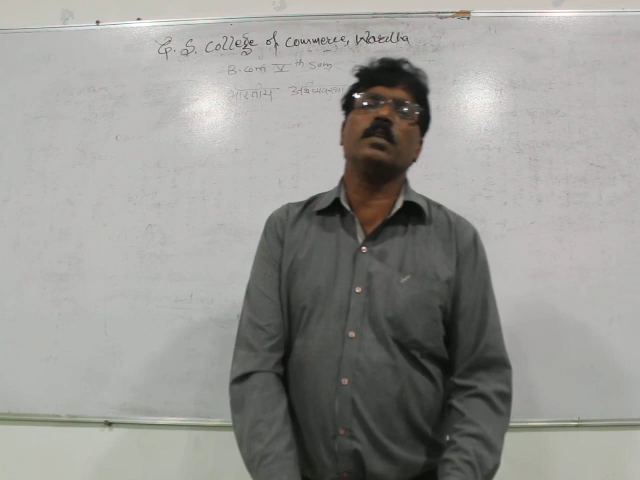 G. S. College of Commerce, Wardha
B.com V th Sem
भारतीय अर्थव्यवस्था